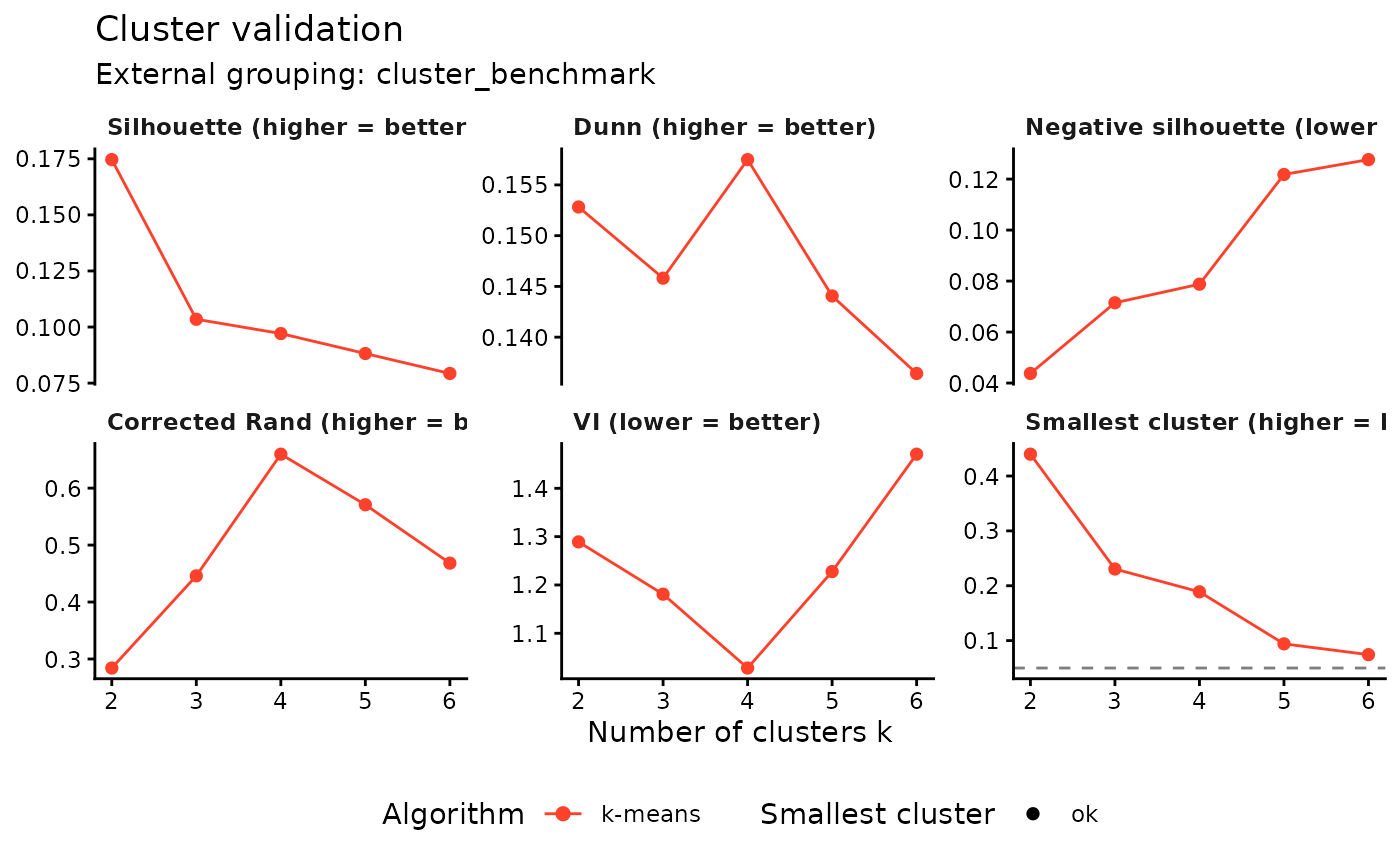 Cluster validation
External grouping: cluster_benchmark
Silhouette (higher = better
0.175
0.150
0.125
0.100
0.075
Dunn (higher = better)
0.155
0.150
0.145
0.140
Negative silhouette (lower
0.12
0.10
0.08
0.06
0.04
Corrected Rand (higher = b
0.6
0.5
0.4
0.3
2 3 4 5 6
VI (lower = better)
1.4
1.3
1.2
1.1
2 3 4 5 6
Smallest cluster (higher =
0.4
0.3
0.2
0.1
2 3 4 5 6
Number of clusters k
Algorithm k-means Smallest cluster ok